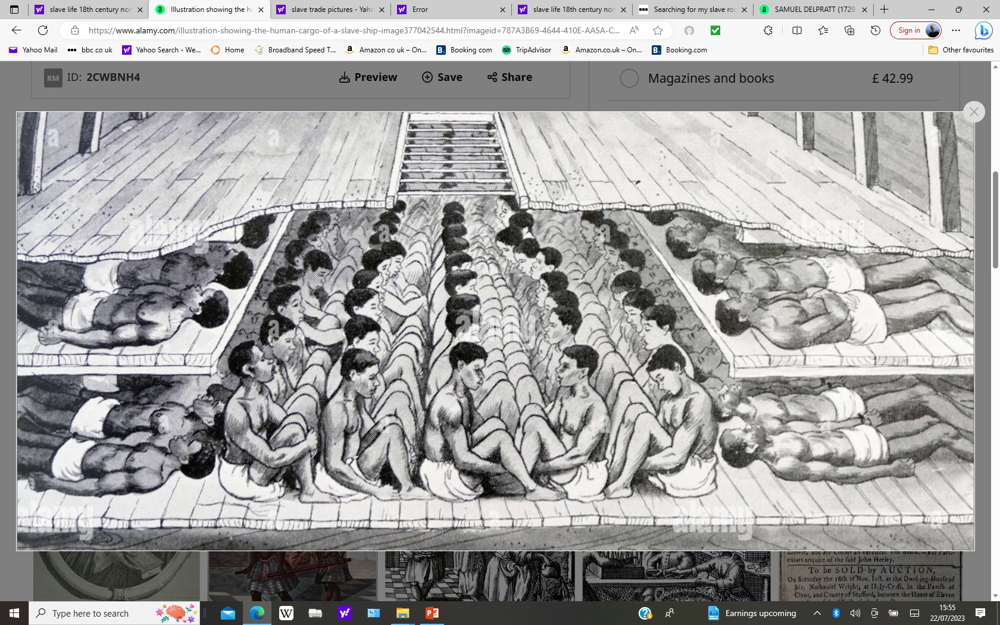 slave life 18th century nor
Illustration showing the hu
slave trade pictures - Yaho
Error
slave life 18th century nor
Searching for my slave roo
SAMUEL DELPRATT (1729
https://www.alamy.com/illustration-showing-the-human-cargo-of-a-slave-ship-image377042544.html?imageid=787A3B69-4644-410E-AA5A-C...
Sign in
Yahoo Mail
bbc co uk
Yahoo Search - We...
Home
Broadband Speed T...
Amazon co uk – On...
Booking com
TripAdvisor
Amazon.co.uk – On...
Booking.com
Other favourites
RM ID: 2CWBNH4
Preview
Save
Share
Magazines and books
£ 42.99
alamy
alamy
alamy
alamy
alamy
culars enquire of the said John Heeley.
To be SOLD by AUCTION,
On Saturday the 16th of Nov. Inst. at the Dwelling-House of
Mr. Nathaniel Wright, at Holy-Cross, in the Parish of
Clent, and County of Stafford, between the Hours of Eleven
Type here to search
Earnings upcoming
15:55
22/07/2023